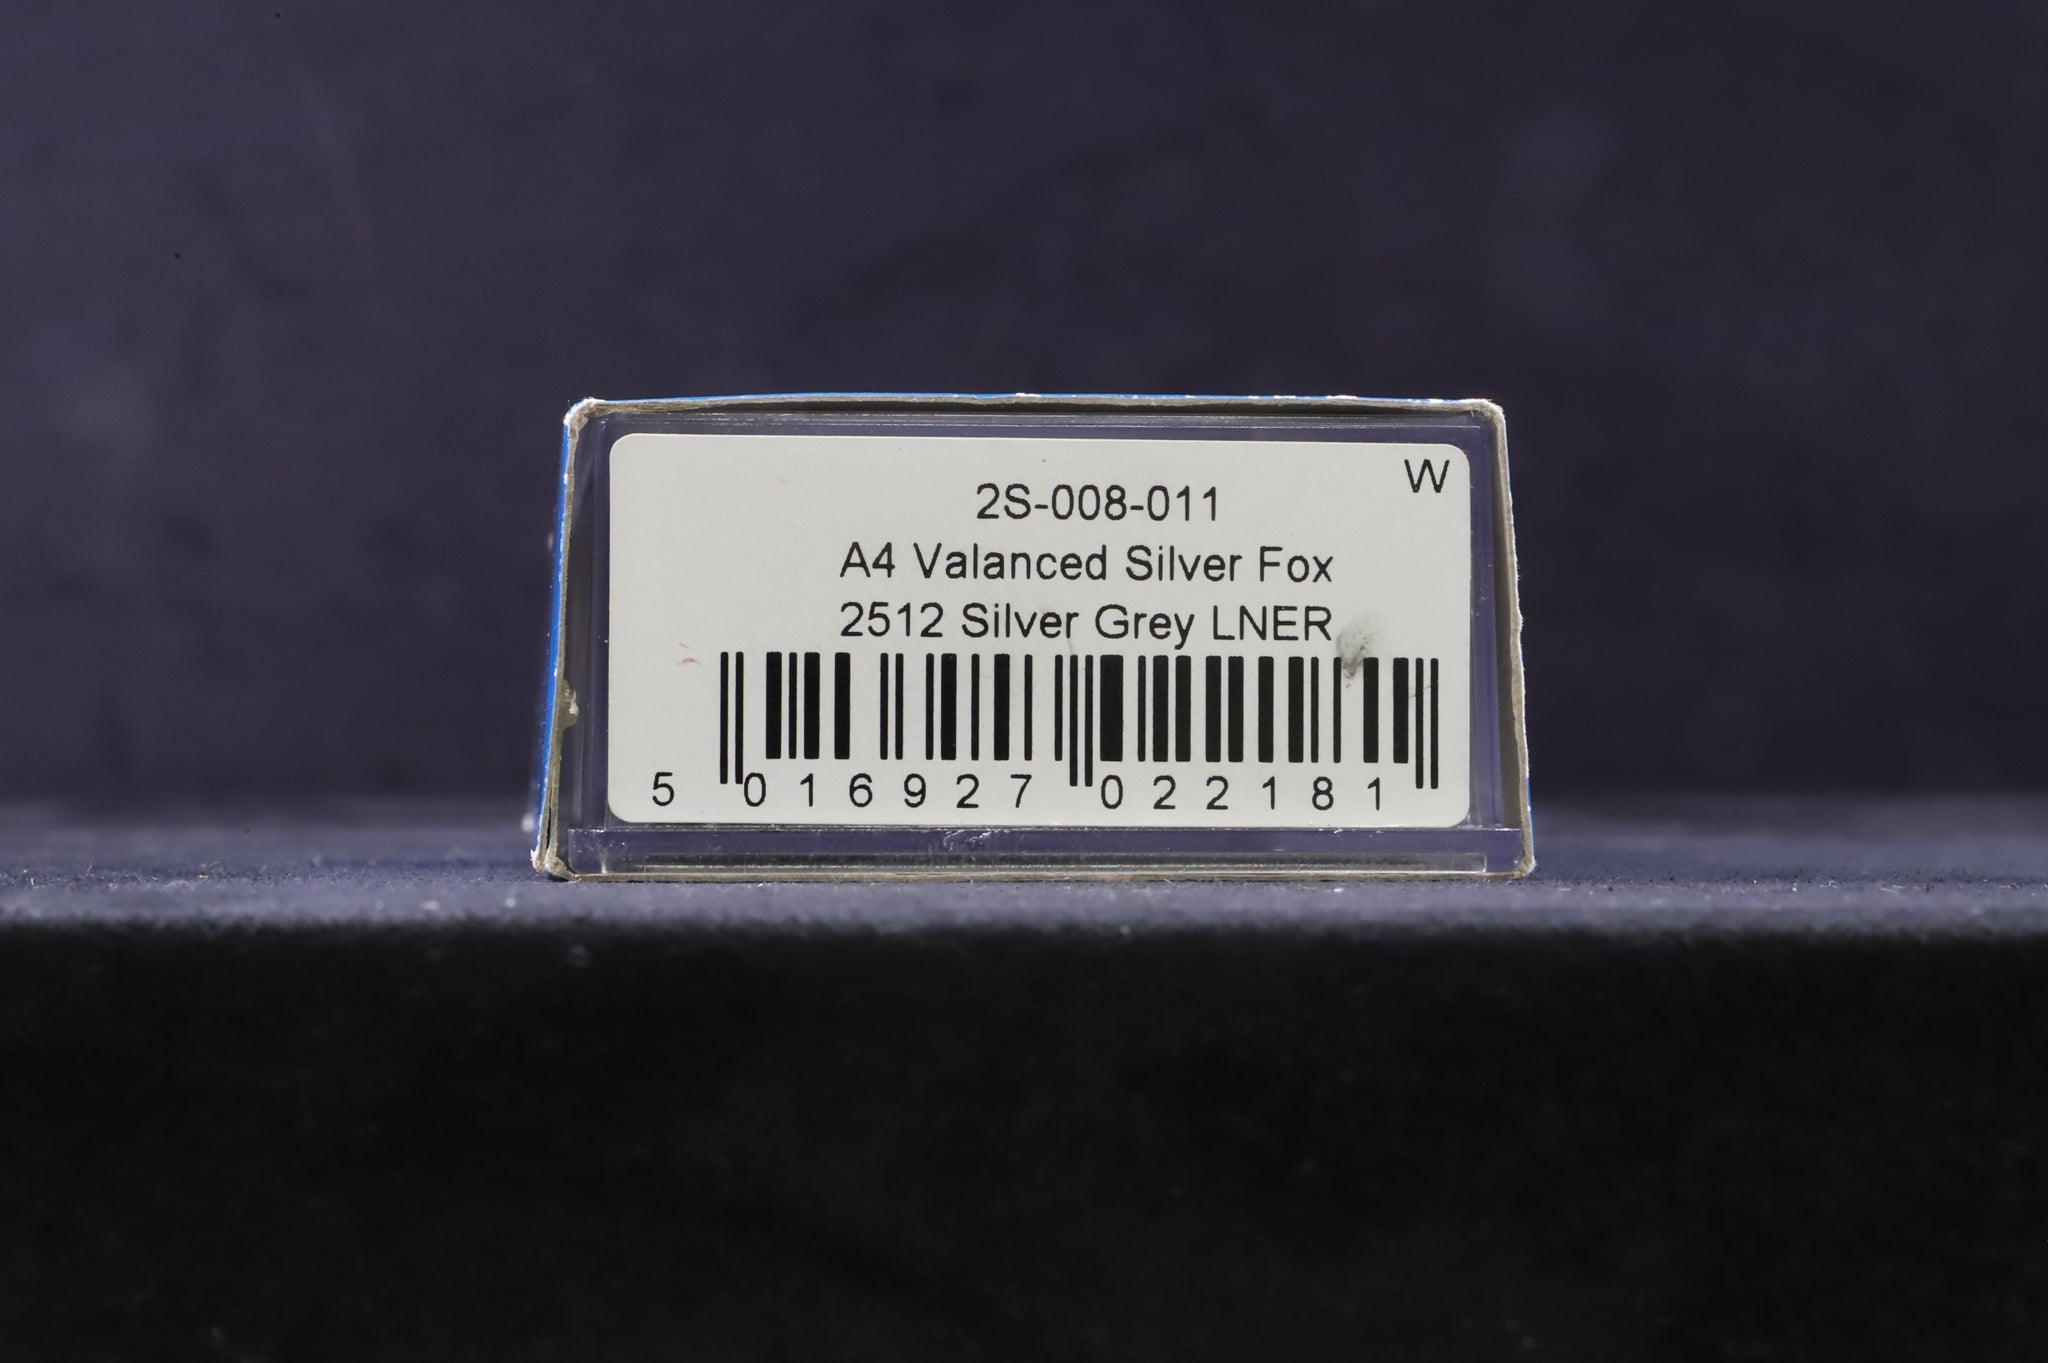 W
2S-008-011
A4 Valanced Silver Fox
2512 Silver Grey LNER
5 016927 022181